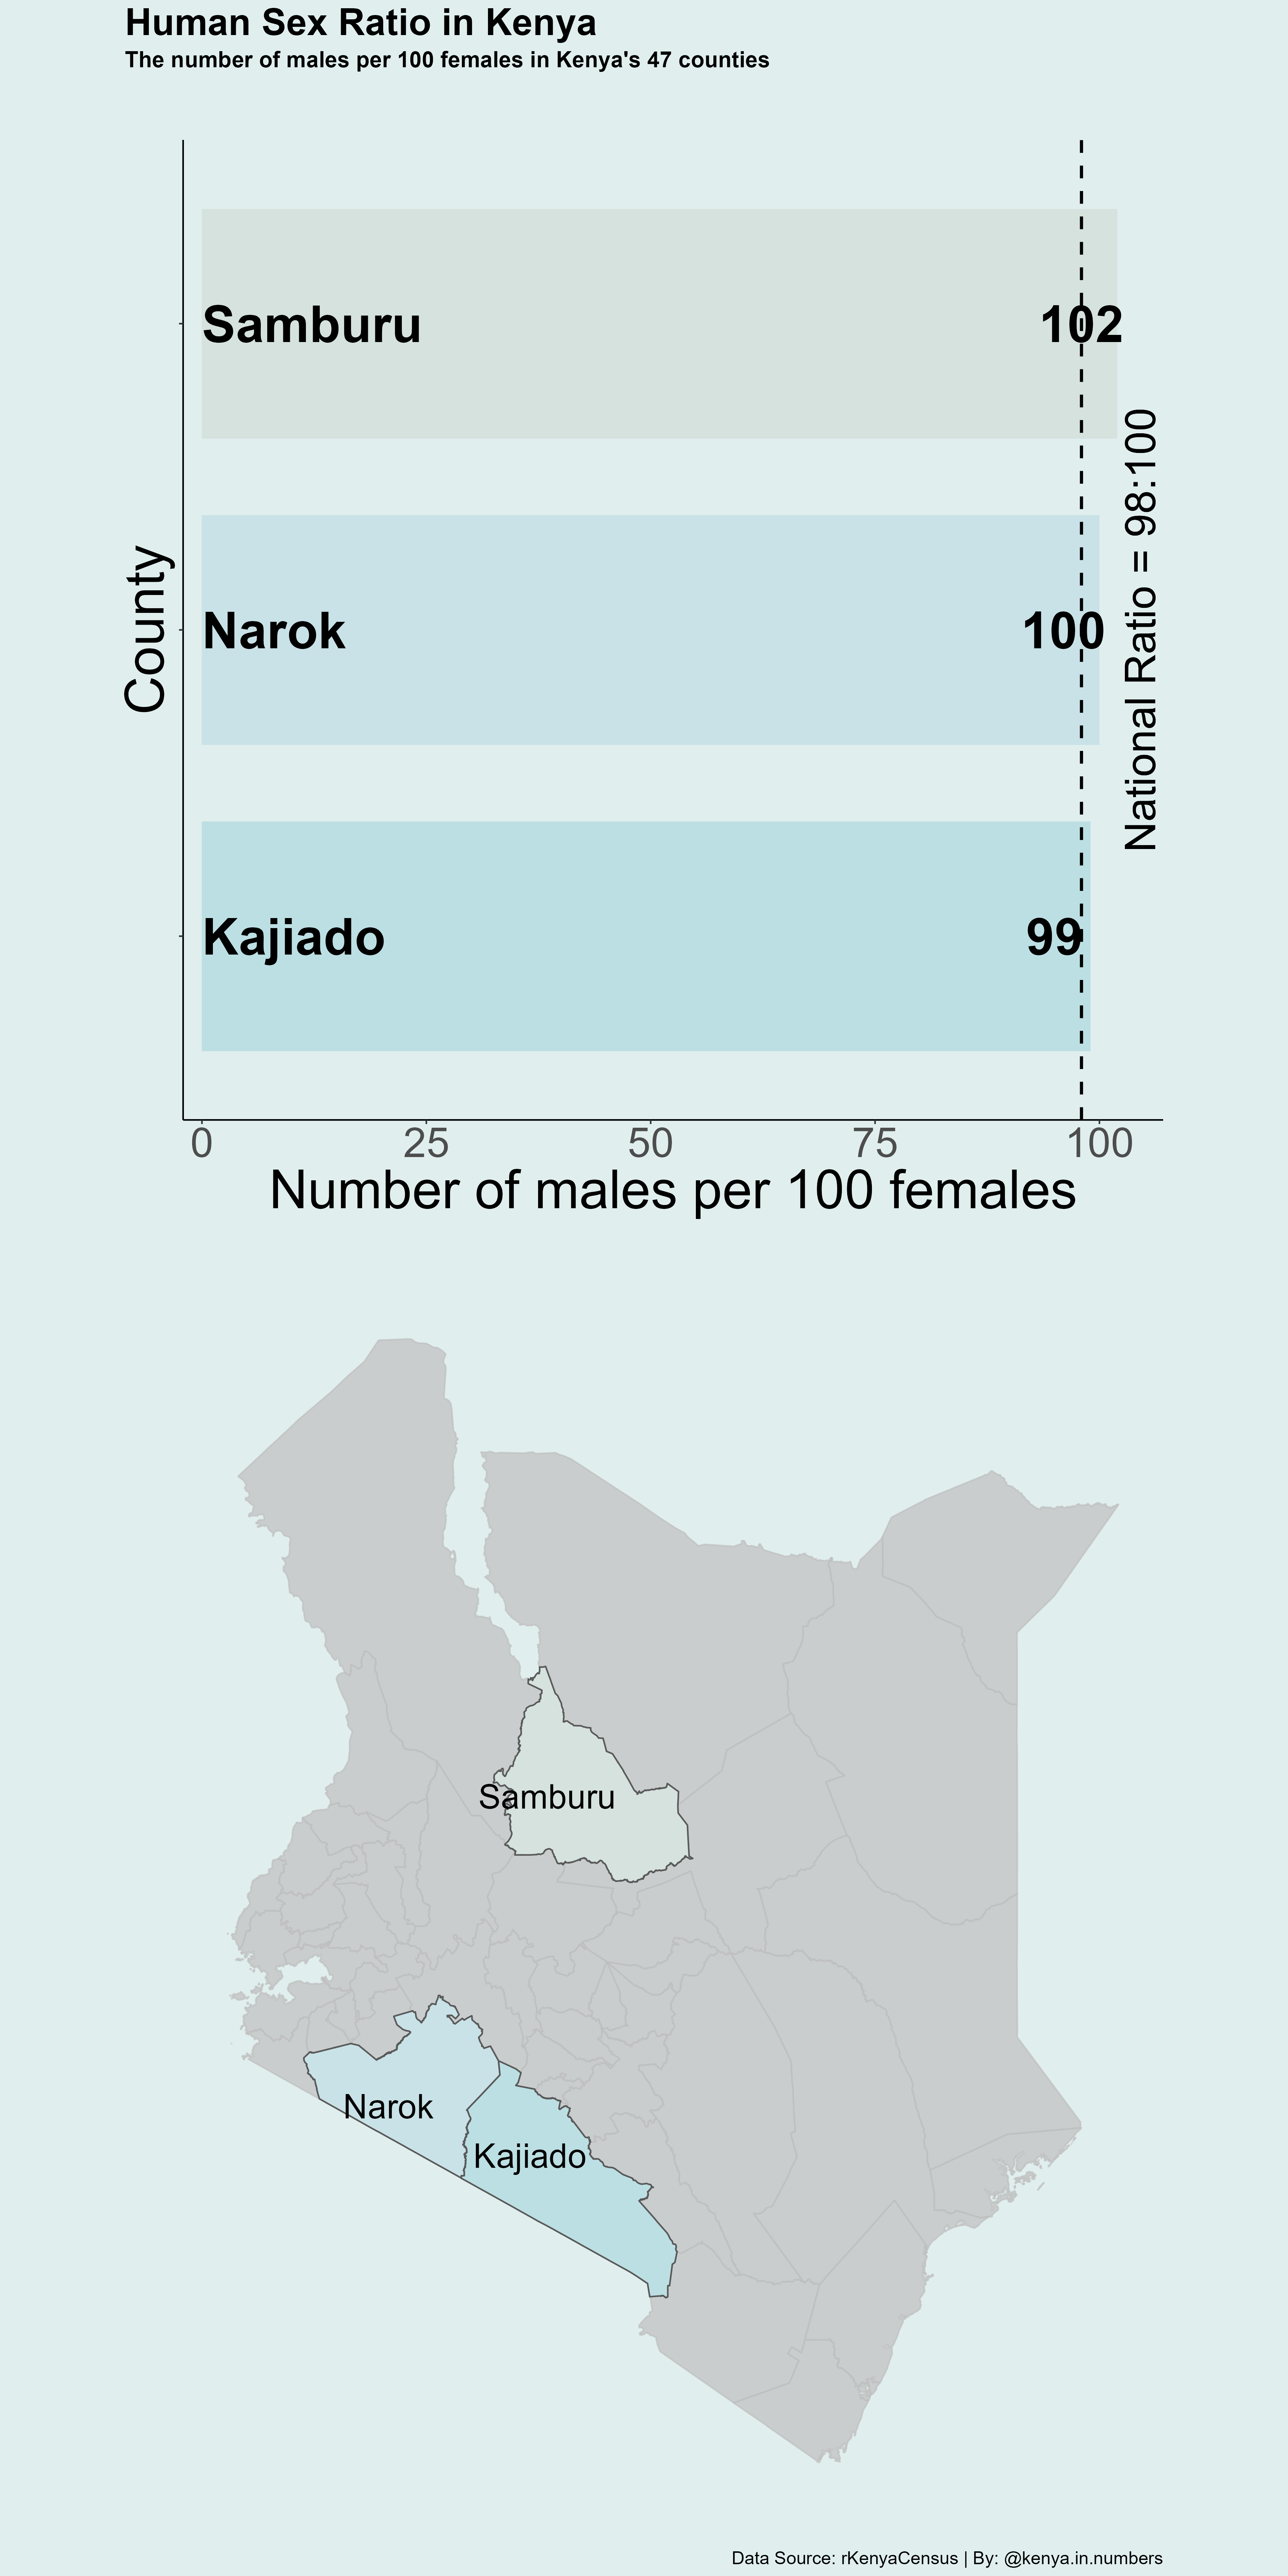 Human Sex Ratio in Kenya
The number of males per 100 females in Kenya's 47 counties
County
Samburu
102
Narok
100
Kajiado
99
National Ratio = 98:100
0 25 50 75 100
Number of males per 100 females
Samburu
Narok
Kajiado
Data Source: rKenyaCensus | By: @kenya.in.numbers